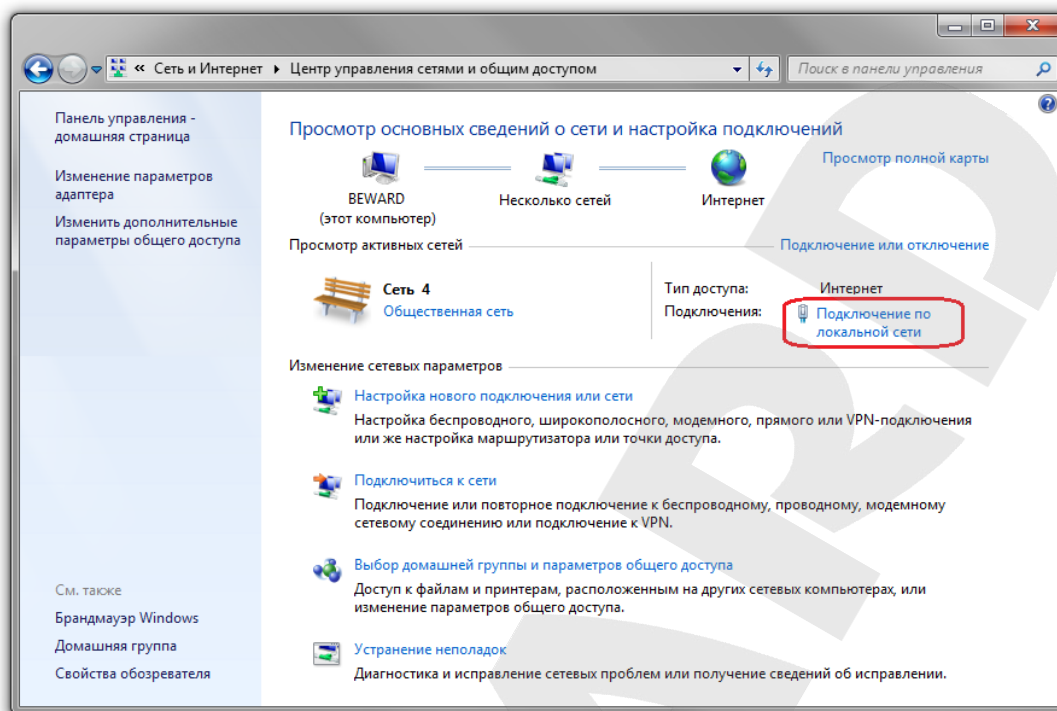 « Сеть и Интернет ▸ Центр управления сетями и общим доступом
Поиск в панели управления
Панель управления -
домашняя страница
Изменение параметров
адаптера
Изменить дополнительные
параметры общего доступа
Просмотр основных сведений о сети и настройка подключений
Просмотр полной карты
BEWARD
(этот компьютер)
Несколько сетей
Интернет
Просмотр активных сетей
Подключение или отключение
Сеть 4
Общественная сеть
Тип доступа: Интернет
Подключения: Подключение по
локальной сети
Изменение сетевых параметров
Настройка нового подключения или сети
Настройка беспроводного, широкополосного, модемного, прямого или VPN-подключения
или же настройка маршрутизатора или точки доступа.
Подключиться к сети
Подключение или повторное подключение к беспроводному, проводному, модемному
сетевому соединению или подключение к VPN.
Выбор домашней группы и параметров общего доступа
Доступ к файлам и принтерам, расположенным на других сетевых компьютерах, или
изменение параметров общего доступа.
Устранение неполадок
Диагностика и исправление сетевых проблем или получение сведений об исправлении.
См. также
Брандмауэр Windows
Домашняя группа
Свойства обозревателя
ARD